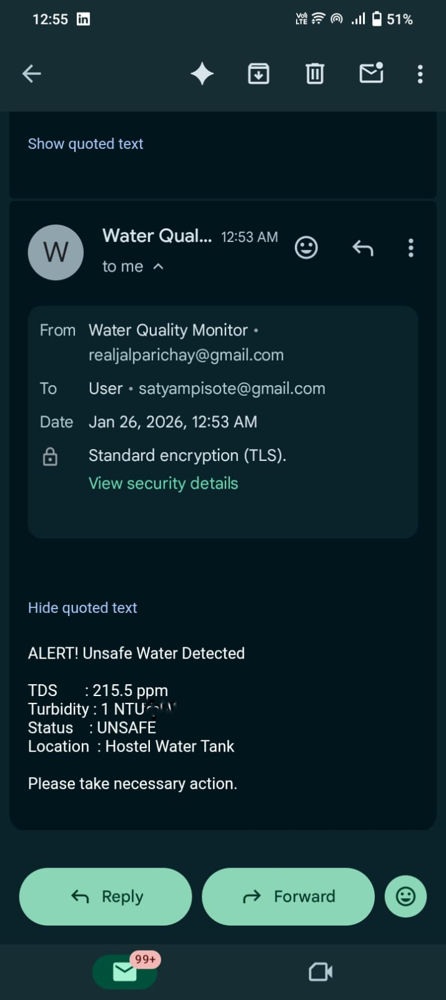 12:55 in Vo) LTE 51%
Show quoted text
W
Water Qual... 12:53 AM
to me
From Water Quality Monitor •
realjalparichay@gmail.com
To User • satyampisote@gmail.com
Date Jan 26, 2026, 12:53 AM
Standard encryption (TLS).
View security details
Hide quoted text
ALERT! Unsafe Water Detected
TDS : 215.5 ppm
Turbidity : 1 NTU
Status : UNSAFE
Location : Hostel Water Tank
Please take necessary action.
Reply Forward
99+